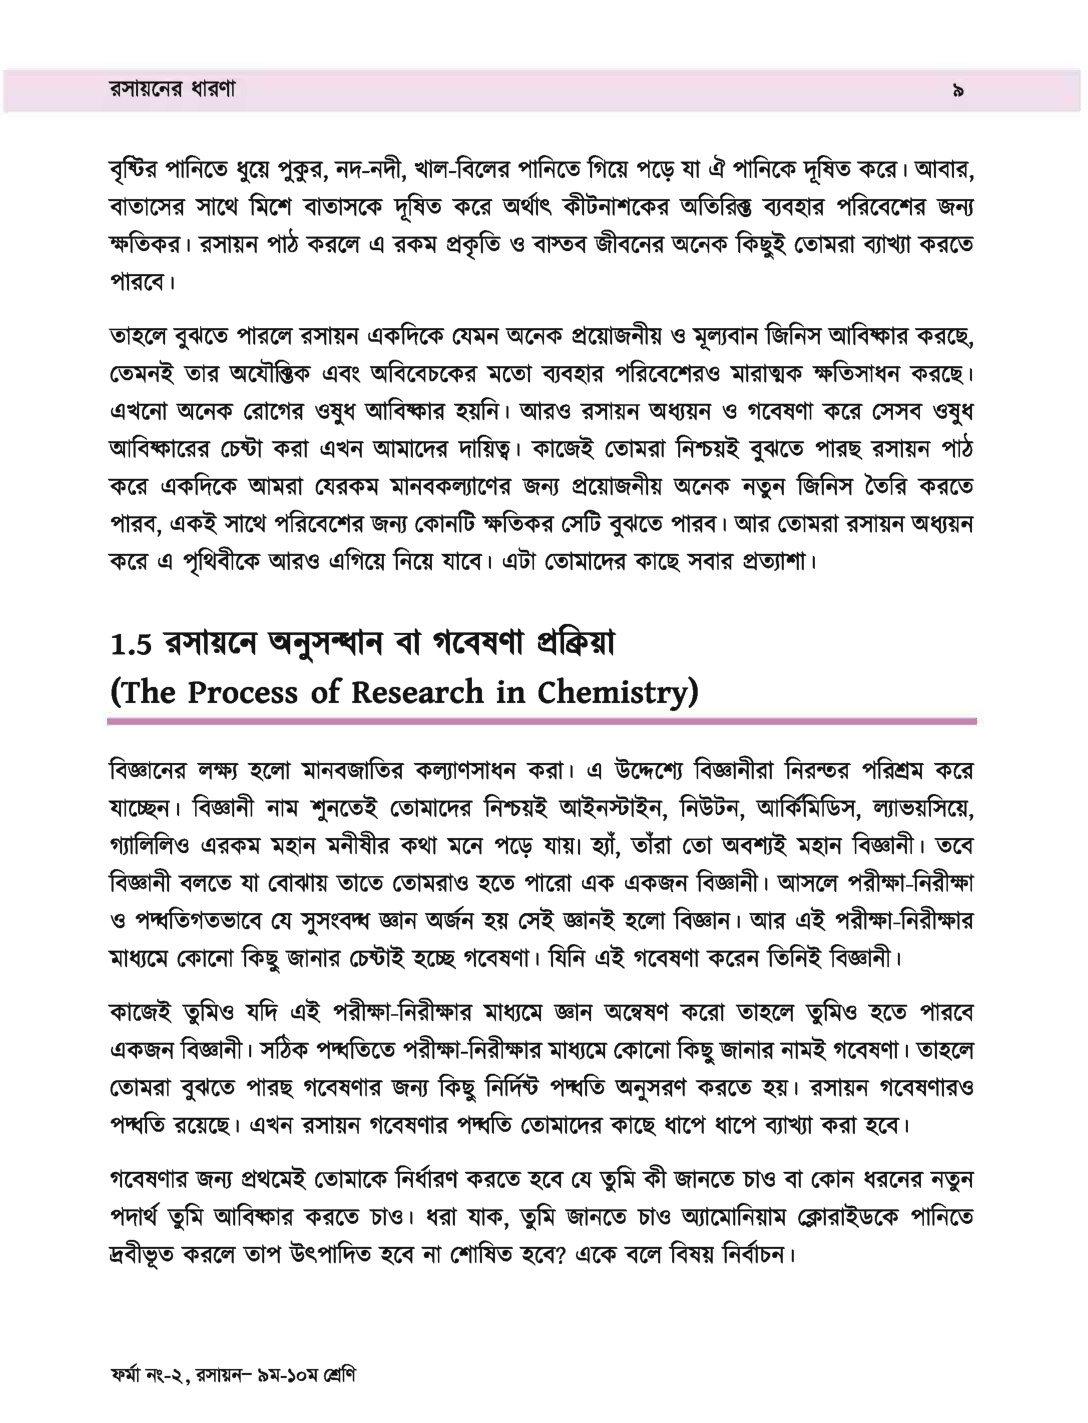 রসায়নের ধারণা ৯
বৃষ্টির পানিতে ধুয়ে পুকুর, নদ-নদী, খাল-বিলের পানিতে গিয়ে পড়ে যা ঐ পানিকে দূষিত করে। আবার,
বাতাসের সাথে মিশে বাতাসকে দূষিত করে অর্থাৎ কীটনাশকের অতিরিক্ত ব্যবহার পরিবেশের জন্য
ক্ষতিকর। রসায়ন পাঠ করলে এ রকম প্রকৃতি ও বাস্তব জীবনের অনেক কিছুই তোমরা ব্যাখ্যা করতে
পারবে।
তাহলে বুঝতে পারলে রসায়ন একদিকে যেমন অনেক প্রয়োজনীয় ও মূল্যবান জিনিস আবিষ্কার করছে,
তেমনই তার অযৌক্তিক এবং অবিবেচকের মতো ব্যবহার পরিবেশেরও মারাত্মক ক্ষতিসাধন করছে।
এখনো অনেক রোগের ওষুধ আবিষ্কার হয়নি। আরও রসায়ন অধ্যয়ন ও গবেষণা করে সেসব ওষুধ
আবিষ্কারের চেষ্টা করা এখন আমাদের দায়িত্ব। কাজেই তোমরা নিশ্চয়ই বুঝতে পারছ রসায়ন পাঠ
করে একদিকে আমরা যেরকম মানবকল্যাণের জন্য প্রয়োজনীয় অনেক নতুন জিনিস তৈরি করতে
পারব, একই সাথে পরিবেশের জন্য কোনটি ক্ষতিকর সেটি বুঝতে পারব। আর তোমরা রসায়ন অধ্যয়ন
করে এ পৃথিবীকে আরও এগিয়ে নিয়ে যাবে। এটা তোমাদের কাছে সবার প্রত্যাশা।
1.5 রসায়নে অনুসন্ধান বা গবেষণা প্রক্রিয়া
(The Process of Research in Chemistry)
বিজ্ঞানের লক্ষ্য হলো মানবজাতির কল্যাণসাধন করা। এ উদ্দেশ্যে বিজ্ঞানীরা নিরন্তর পরিশ্রম করে
যাচ্ছেন। বিজ্ঞানী নাম শুনতেই তোমাদের নিশ্চয়ই আইনস্টাইন, নিউটন, আর্কিমিডিস, ল্যাভয়সিয়ে,
গ্যালিলিও এরকম মহান মনীষীর কথা মনে পড়ে যায়। হ্যাঁ, তাঁরা তো অবশ্যই মহান বিজ্ঞানী। তবে
বিজ্ঞানী বলতে যা বোঝায় তাতে তোমরাও হতে পারো এক একজন বিজ্ঞানী। আসলে পরীক্ষা-নিরীক্ষা
ও পদ্ধতিগতভাবে যে সুসংবদ্ধ জ্ঞান অর্জন হয় সেই জ্ঞানই হলো বিজ্ঞান। আর এই পরীক্ষা-নিরীক্ষার
মাধ্যমে কোনো কিছু জানার চেষ্টাই হচ্ছে গবেষণা। যিনি এই গবেষণা করেন তিনিই বিজ্ঞানী।
কাজেই তুমিও যদি এই পরীক্ষা-নিরীক্ষার মাধ্যমে জ্ঞান অন্বেষণ করো তাহলে তুমিও হতে পারবে
একজন বিজ্ঞানী। সঠিক পদ্ধতিতে পরীক্ষা-নিরীক্ষার মাধ্যমে কোনো কিছু জানার নামই গবেষণা। তাহলে
তোমরা বুঝতে পারছ গবেষণার জন্য কিছু নির্দিষ্ট পদ্ধতি অনুসরণ করতে হয়। রসায়ন গবেষণারও
পদ্ধতি রয়েছে। এখন রসায়ন গবেষণার পদ্ধতি তোমাদের কাছে ধাপে ধাপে ব্যাখ্যা করা হবে।
গবেষণার জন্য প্রথমেই তোমাকে নির্ধারণ করতে হবে যে তুমি কী জানতে চাও বা কোন ধরনের নতুন
পদার্থ তুমি আবিষ্কার করতে চাও। ধরা যাক, তুমি জানতে চাও অ্যামোনিয়াম ক্লোরাইডকে পানিতে
দ্রবীভূত করলে তাপ উৎপাদিত হবে না শোষিত হবে? একে বলে বিষয় নির্বাচন।
ফর্মা নং-২, রসায়ন– ৯ম-১০ম শ্রেণি